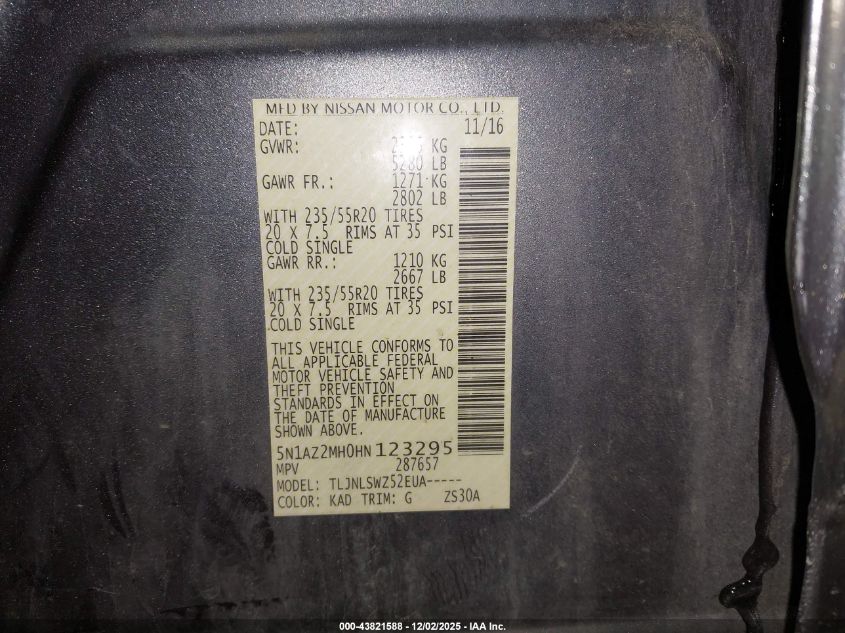 MFD BY NISSAN MOTOR CO., LTD.
DATE: 11/16
GVWR: KG
5280 LB
GAWR FR.: 1271 KG
2802 LB
WITH 235/55R20 TIRES
20 X 7.5 RIMS AT 35 PSI
COLD SINGLE
GAWR RR.: 1210 KG
2667 LB
WITH 235/55R20 TIRES
20 X 7.5 RIMS AT 35 PSI
COLD SINGLE
THIS VEHICLE CONFORMS TO
ALL APPLICABLE FEDERAL
MOTOR VEHICLE SAFETY AND
THEFT PREVENTION
STANDARDS IN EFFECT ON
THE DATE OF MANUFACTURE
SHOWN ABOVE.
5N1AZ2MH0HN123295
MPV 287657
MODEL: TLJNLSWZ52EUA-----
COLOR: KAD TRIM: G ZS30A
000-43821588 - 12/02/2025 - IAA Inc.